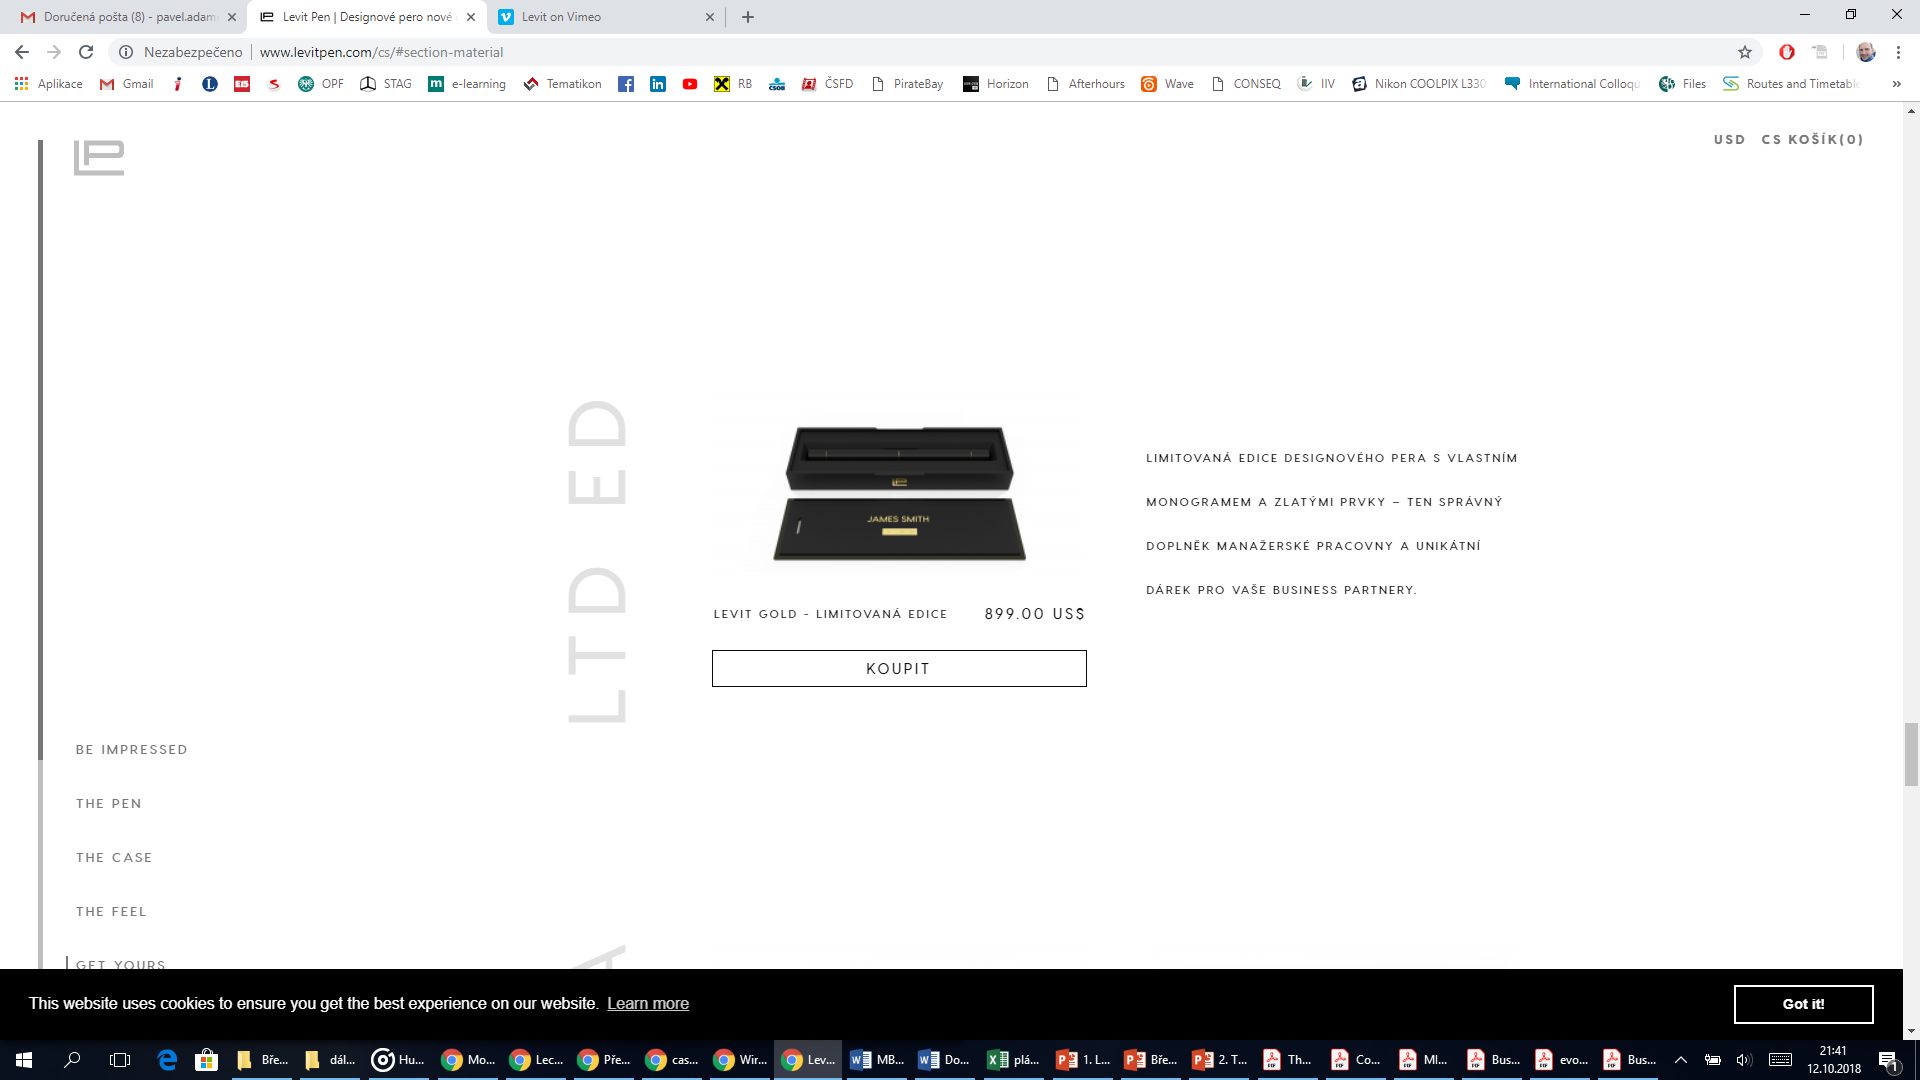 Doručená pošta (8) - pavel.adam
Levit Pen | Designové pero nové
Levit on Vimeo
Nezabezpečeno
www.levitpen.com/cs/#section-material
Aplikace
Gmail
OPF
STAG
e-learning
Tematikon
RB
ČSFD
PirateBay
Horizon
Afterhours
Wave
CONSEQ
IIV
Nikon COOLPIX L330
International Colloqu
Files
Routes and Timetable
»
USD CS KOŠÍK(0)
LTD ED
JAMES SMITH
LEVIT GOLD - LIMITOVANÁ EDICE 899.00 US$
KOUPIT
LIMITOVANÁ EDICE DESIGNOVÉHO PERA S VLASTNÍM
MONOGRAMEM A ZLATÝMI PRVKY – TEN SPRÁVNÝ
DOPLNĚK MANAŽERSKÉ PRACOVNY A UNIKÁTNÍ
DÁREK PRO VAŠE BUSINESS PARTNERY.
BE IMPRESSED
THE PEN
THE CASE
THE FEEL
GET YOURS
A
This website uses cookies to ensure you get the best experience on our website. Learn more
Got it!
Bře...
dál...
Hu...
Mo...
Lec...
Pře...
cas...
Wir...
Lev...
MB...
Do...
plá...
1. L...
Bře...
2. T...
Th...
Co...
Bus...
evo...
Bus...
21:41
12.10.2018
1